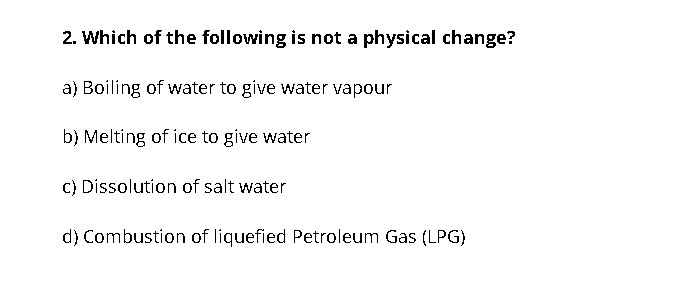 2. Which of the following is not a physical change?
a) Boiling of water to give water vapour
b) Melting of ice to give water
c) Dissolution of salt water
d) Combustion of liquefied Petroleum Gas (LPG)